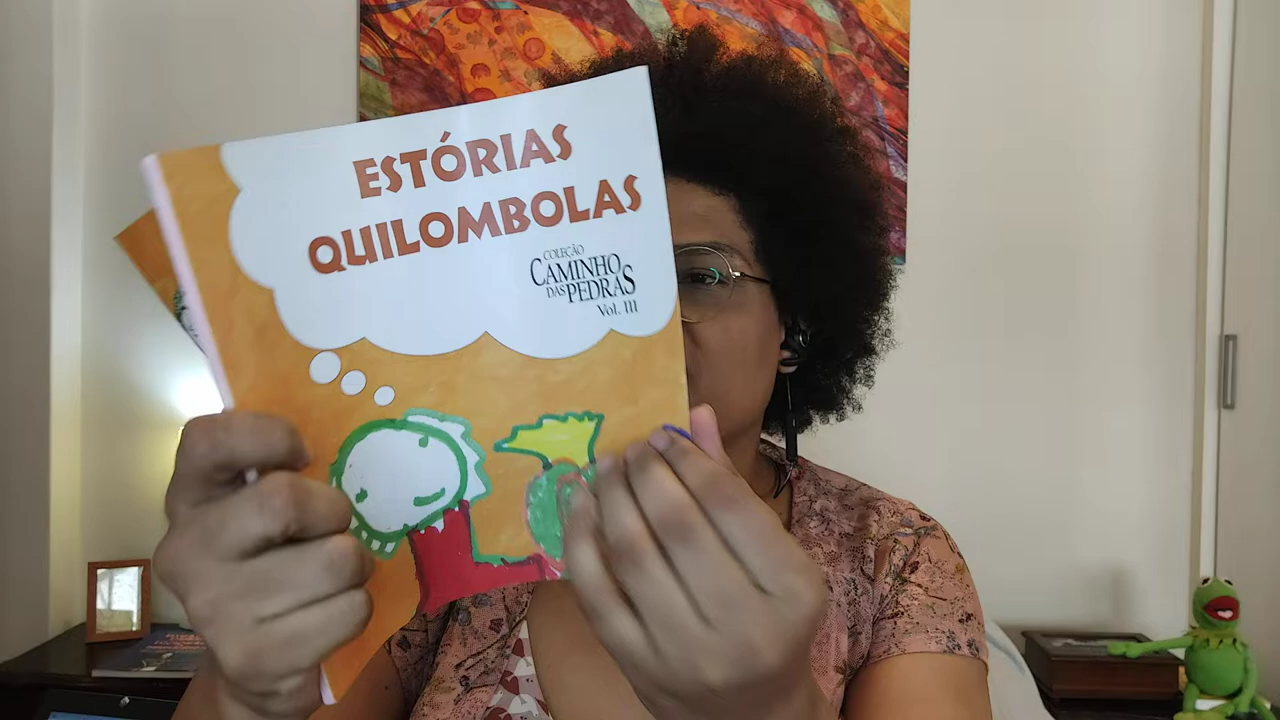 ESTÓRIAS
QUILOMBOLAS
COLEÇÃO
CAMINHO
DAS PEDRAS
Vol. III